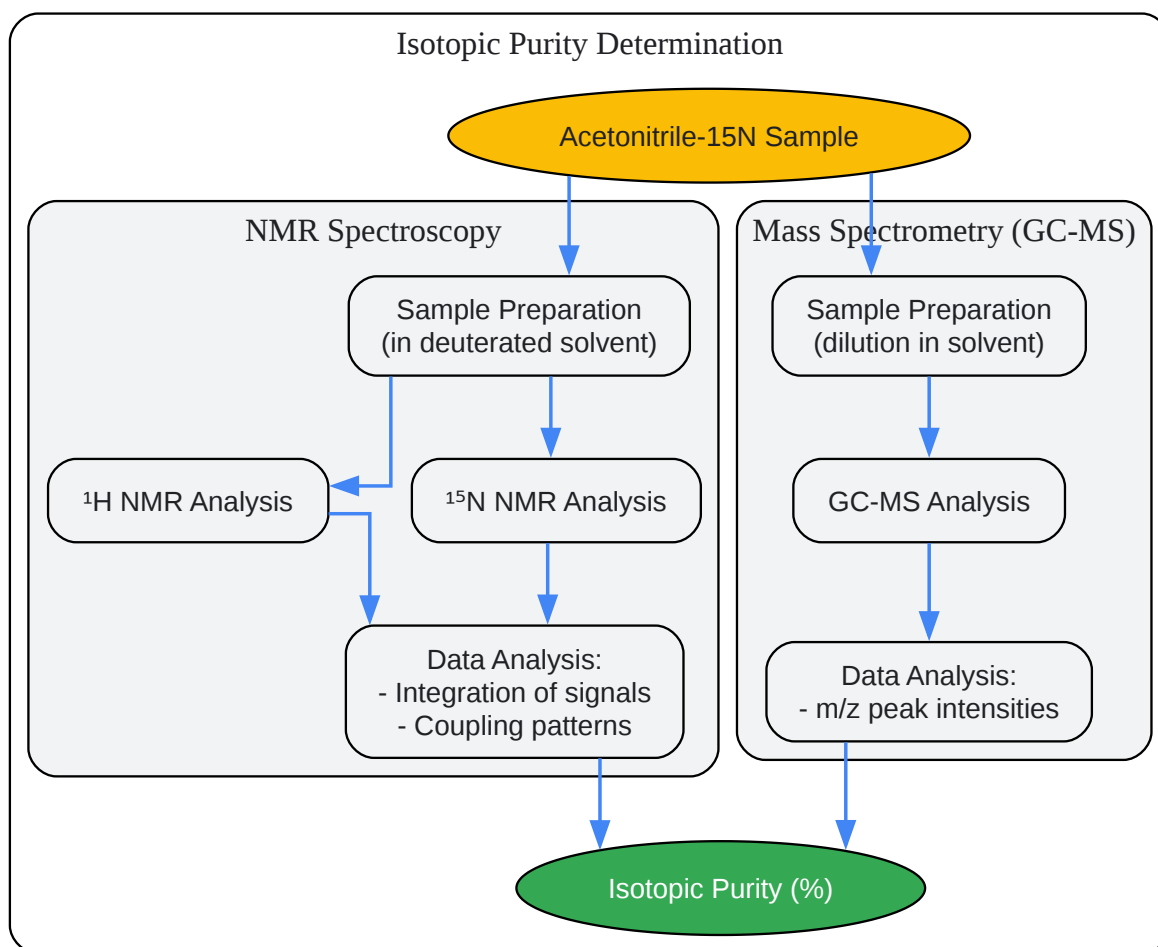 Isotopic Purity Determination
Acetonitrile-15N Sample
NMR Spectroscopy
Sample Preparation
(in deuterated solvent)
¹H NMR Analysis
¹⁵N NMR Analysis
Data Analysis:
- Integration of signals
- Coupling patterns
Mass Spectrometry (GC-MS)
Sample Preparation
(dilution in solvent)
GC-MS Analysis
Data Analysis:
- m/z peak intensities
Isotopic Purity (%)